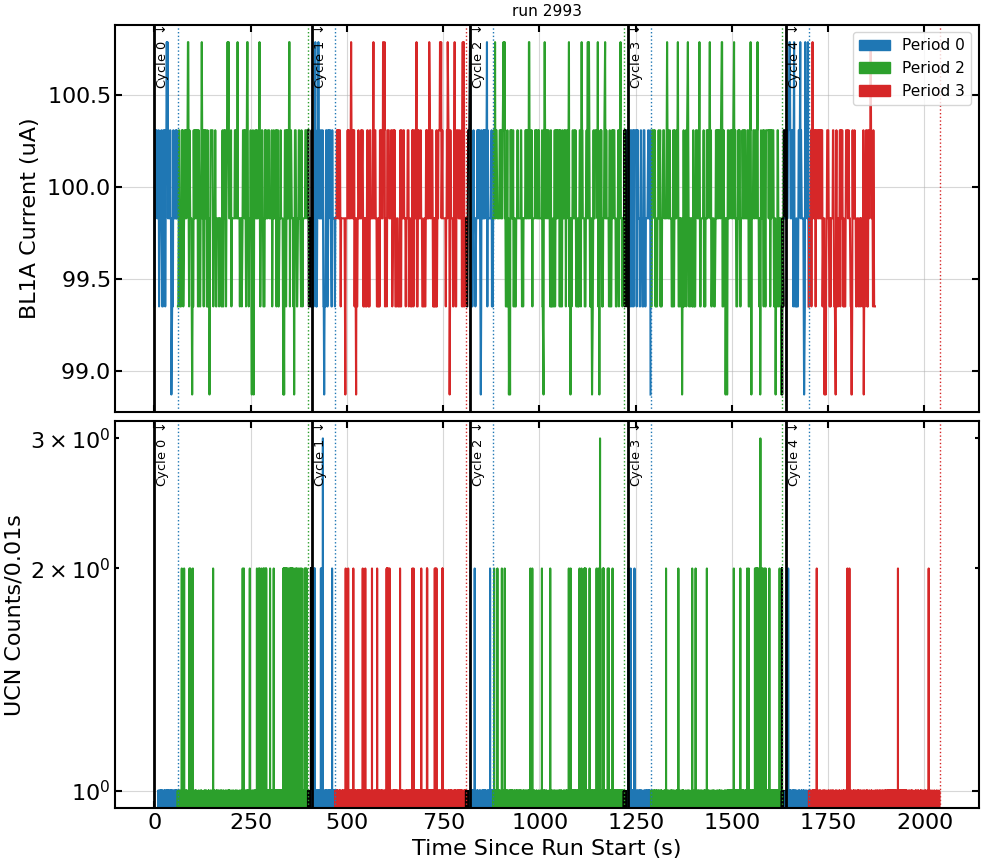 run 2993
BL1A Current (uA)
100.5
100.0
99.5
99.0
Cycle 0 →
Cycle 1 →
Cycle 2 →
Cycle 3 →
Cycle 4 →
Period 0
Period 2
Period 3
UCN Counts/0.01s
3 × 10⁰
2 × 10⁰
10⁰
Cycle 0 →
Cycle 1 →
Cycle 2 →
Cycle 3 →
Cycle 4 →
0 250 500 750 1000 1250 1500 1750 2000
Time Since Run Start (s)